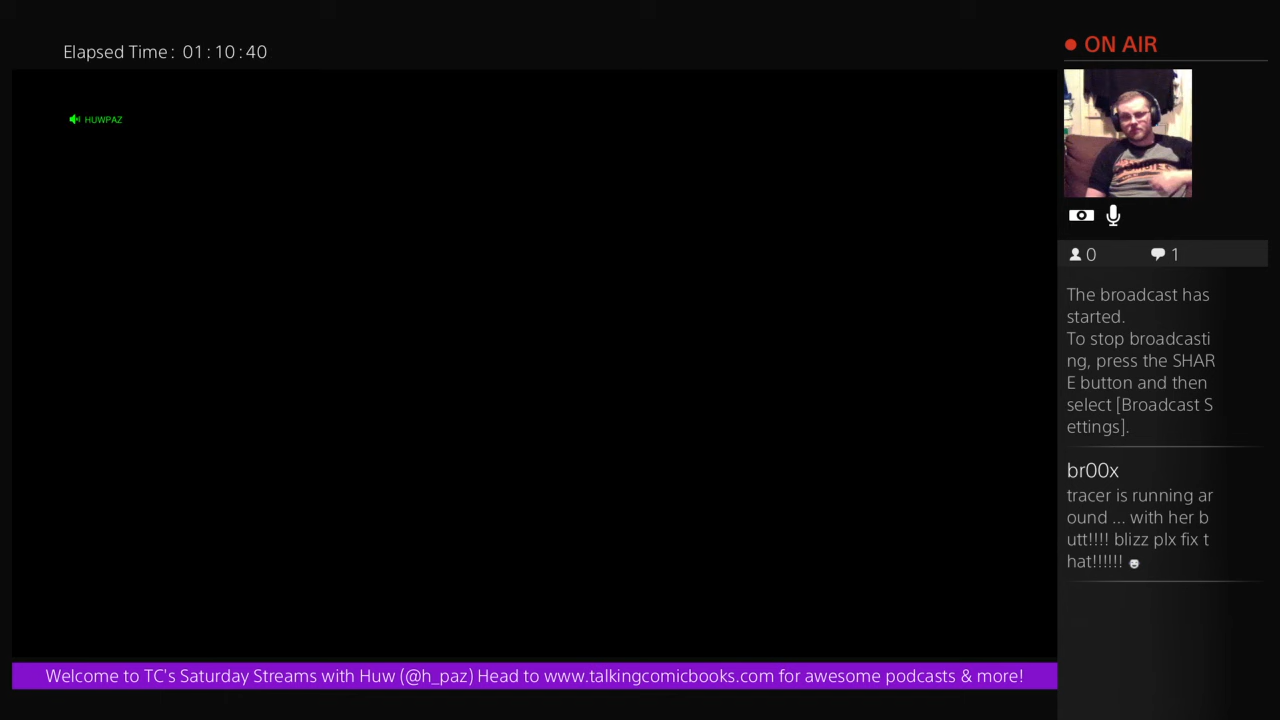 Elapsed Time: 01:10:40
ON AIR
HUWPAZ
0 1
The broadcast has
started.
To stop broadcasti
ng, press the SHAR
E button and then
select [Broadcast S
ettings].
br00x
tracer is running ar
ound ... with her b
utt!!!! blizz plx fix t
hat!!!!!!
Welcome to TC's Saturday Streams with Huw (@h_paz) Head to www.talkingcomicbooks.com for awesome podcasts & more!